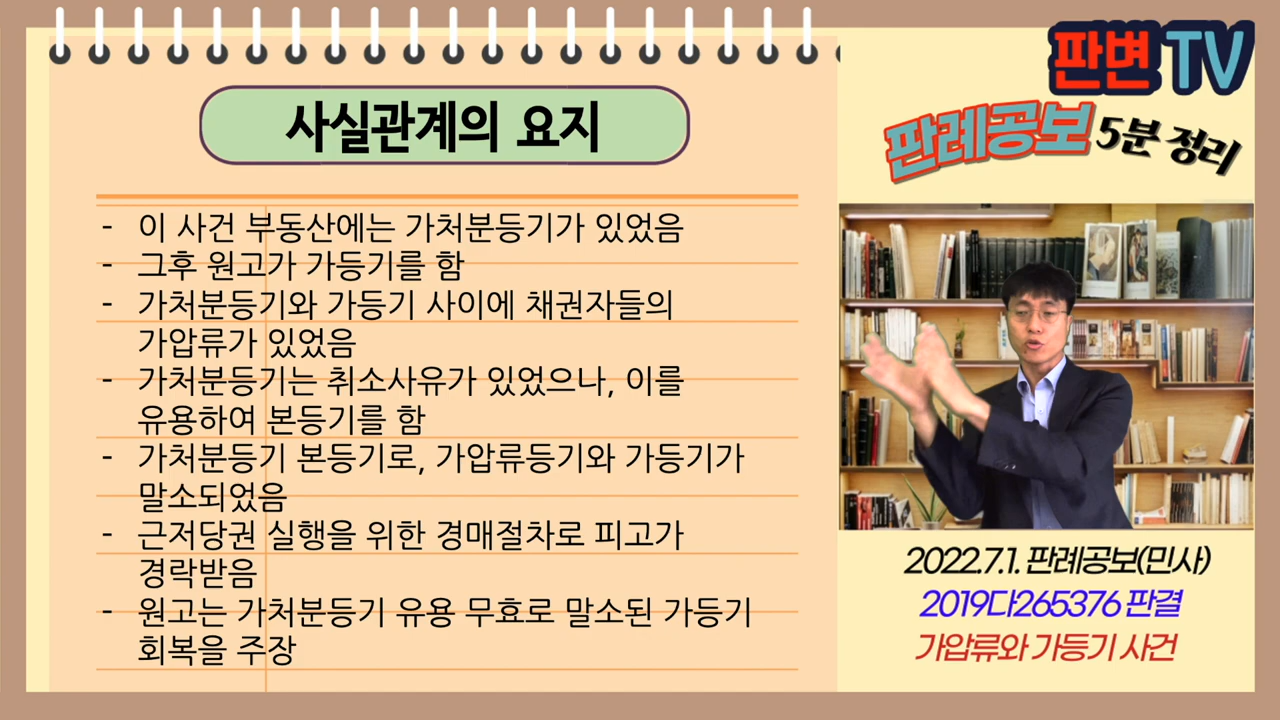 사실관계의 요지
- 이 사건 부동산에는 가처분등기가 있었음
- 그후 원고가 가등기를 함
- 가처분등기와 가등기 사이에 채권자들의
가압류가 있었음
- 가처분등기는 취소사유가 있었으나, 이를
유용하여 본등기를 함
- 가처분등기 본등기로, 가압류등기와 가등기가
말소되었음
- 근저당권 실행을 위한 경매절차로 피고가
경락받음
- 원고는 가처분등기 유용 무효로 말소된 가등기
회복을 주장
판변 TV
판례공보 5분 정리
2022.7.1. 판례공보(민사)
2019다265376 판결
가압류와 가등기 사건